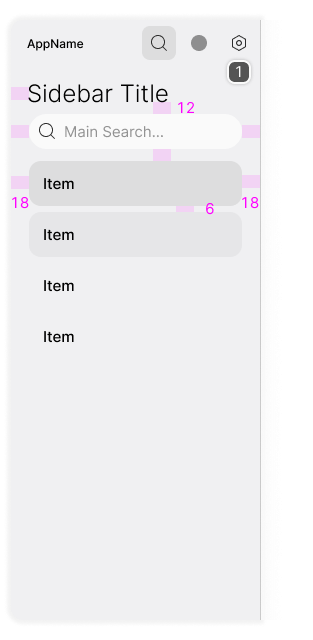 AppName
1
Sidebar Title
12
Main Search...
Item
18
18
6
Item
Item
Item